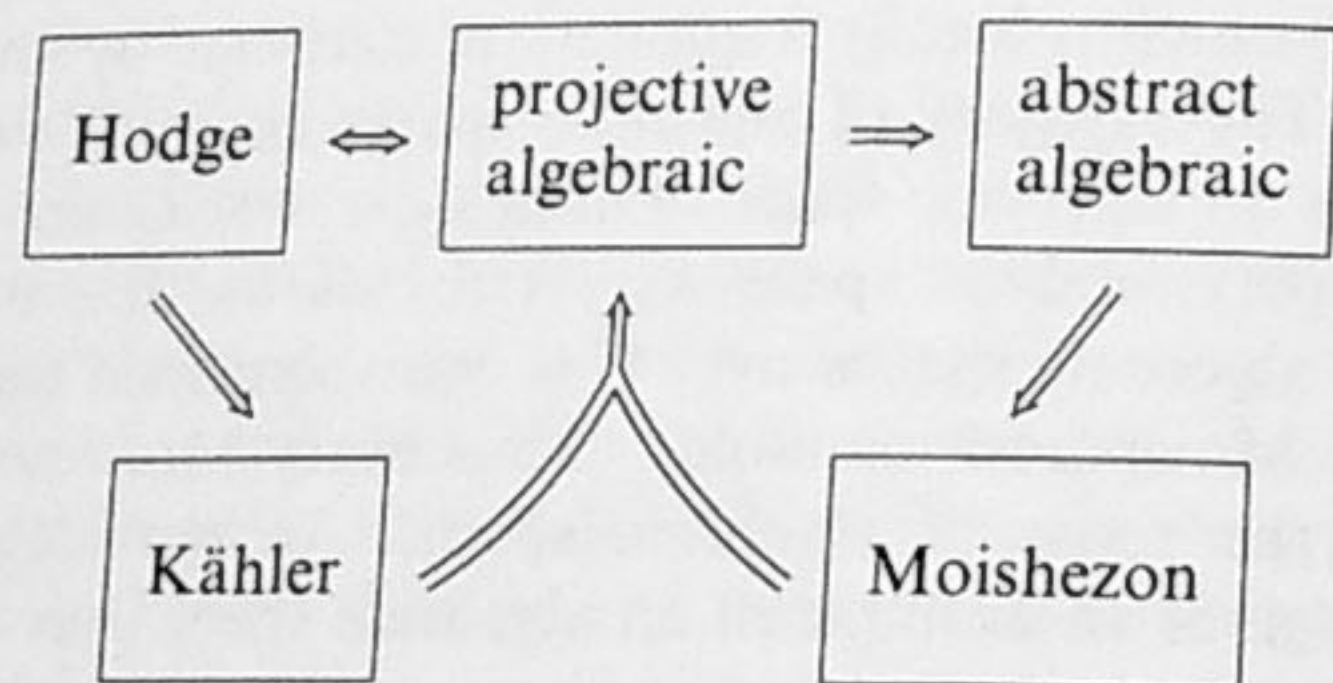 Hodge
projective
algebraic
abstract
algebraic
Kähler
Moishezon